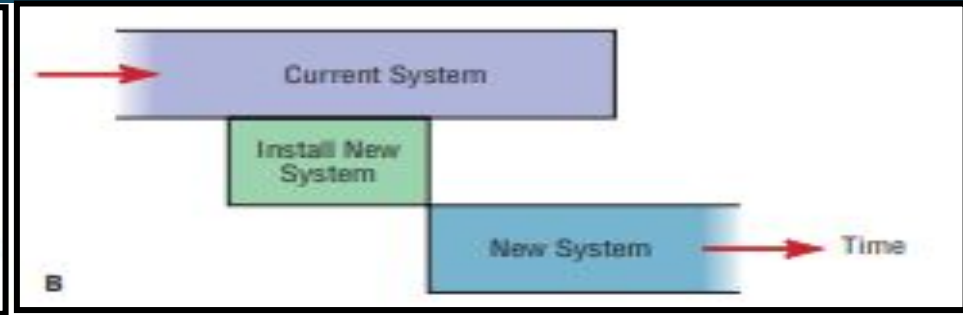 Current System
Install New
System
New System
Time
B